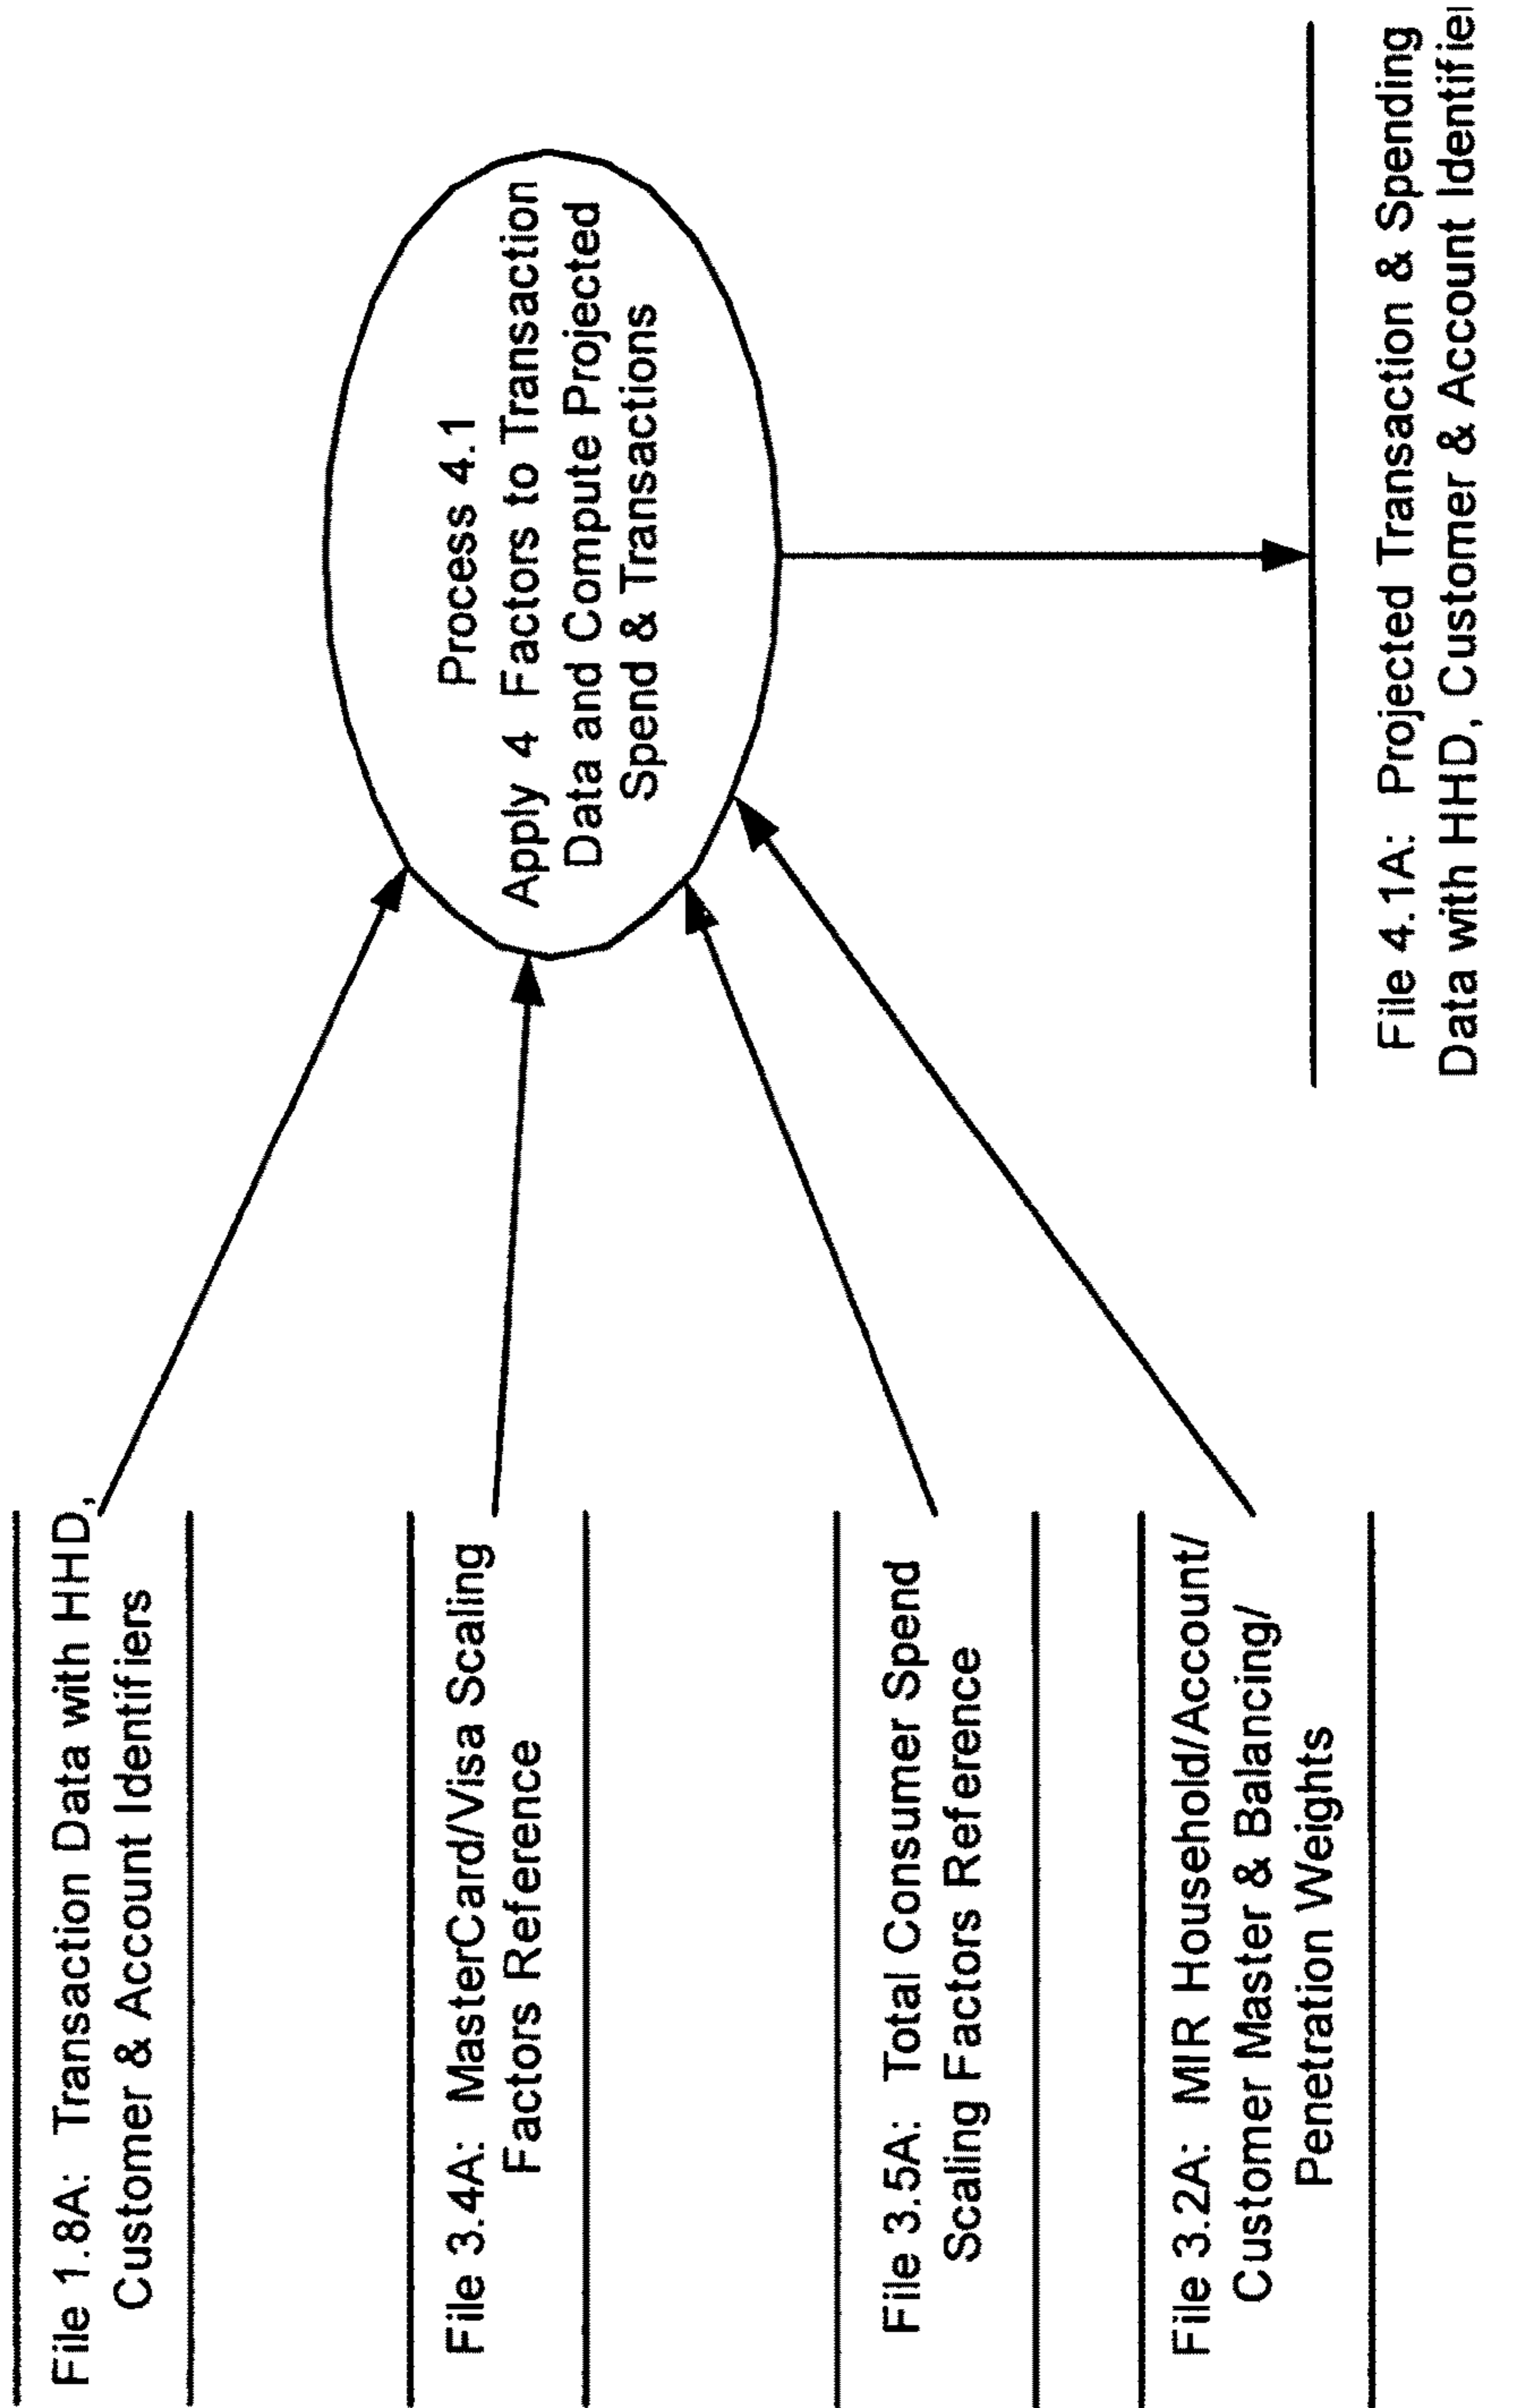 File 1.8A: Transaction Data with HHD,
Customer & Account Identifiers
File 3.4A: MasterCard/Visa Scaling
Factors Reference
File 3.5A: Total Consumer Spend
Scaling Factors Reference
File 3.2A: MIR Household/Account/
Customer Master & Balancing/
Penetration Weights
Process 4.1
Apply 4 Factors to Transaction
Data and Compute Projected
Spend & Transactions
File 4.1A: Projected Transaction & Spending
Data with HHD, Customer & Account Identifier